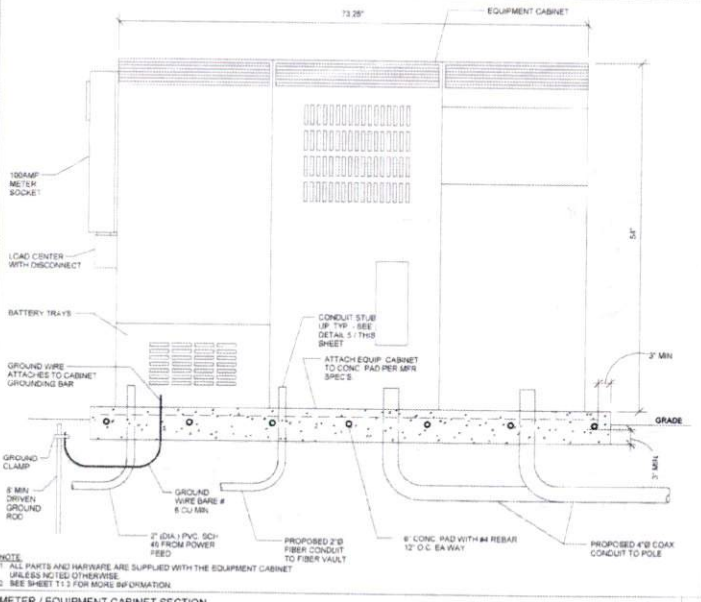 73.25"
EQUIPMENT CABINET
100AMP
METER
SOCKET
54"
LOAD CENTER
WITH DISCONNECT
BATTERY TRAYS
CONDUIT STUB
UP TYP - SEE
DETAIL 5 / THIS
SHEET
3" MIN
GROUND WIRE
ATTACHES TO CABINET
GROUNDING BAR
ATTACH EQUIP CABINET
TO CONC PAD PER MFR
SPEC'S
GRADE
GROUND
CLAMP
3" MIN
8' MIN
DRIVEN
GROUND
ROD
GROUND
WIRE BARE #
6 CU MIN
2" (DIA.) PVC, SCH
40 FROM POWER
FEED
PROPOSED 2"Ø
FIBER CONDUIT
TO FIBER VAULT
6" CONC PAD WITH #4 REBAR
12" O.C. EA WAY
PROPOSED 4"Ø COAX
CONDUIT TO POLE
NOTE
1 ALL PARTS AND HARWARE ARE SUPPLIED WITH THE EQUIPMENT CABINET
UNLESS NOTED OTHERWISE.
2 SEE SHEET T1.3 FOR MORE INFORMATION.
METER / EQUIPMENT CABINET SECTION